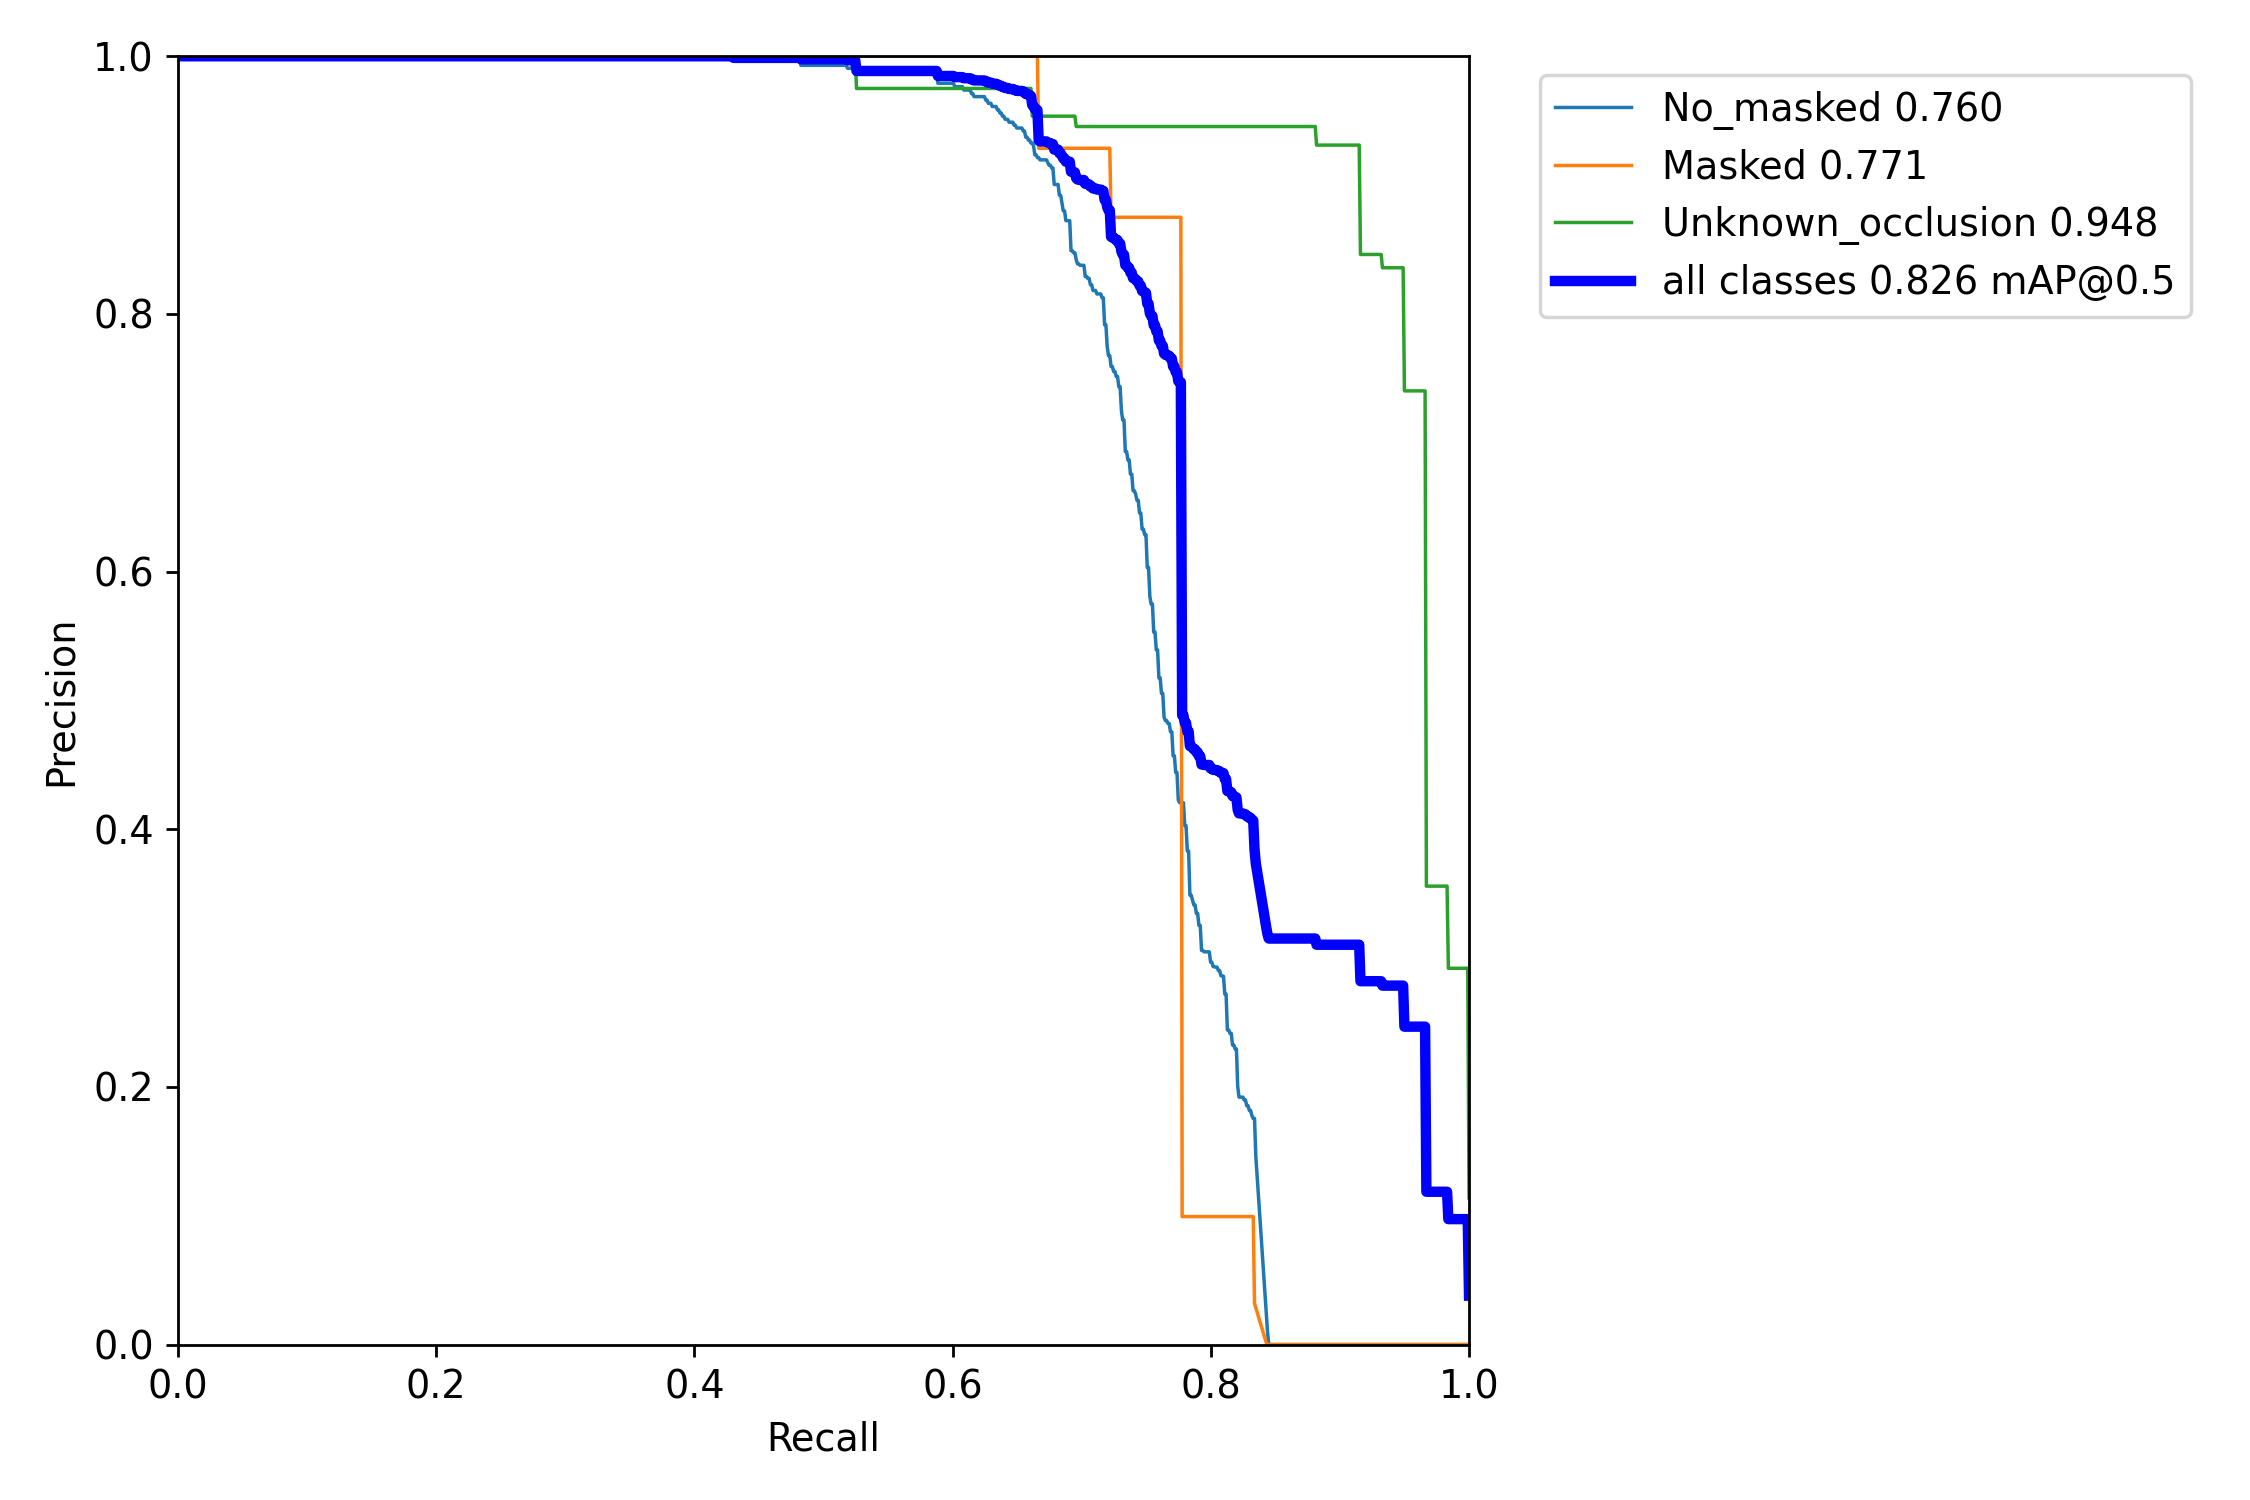 1.0
0.8
0.6
0.4
0.2
0.0
Precision
0.0 0.2 0.4 0.6 0.8 1.0
Recall
No_masked 0.760
Masked 0.771
Unknown_occlusion 0.948
all classes 0.826 mAP@0.5